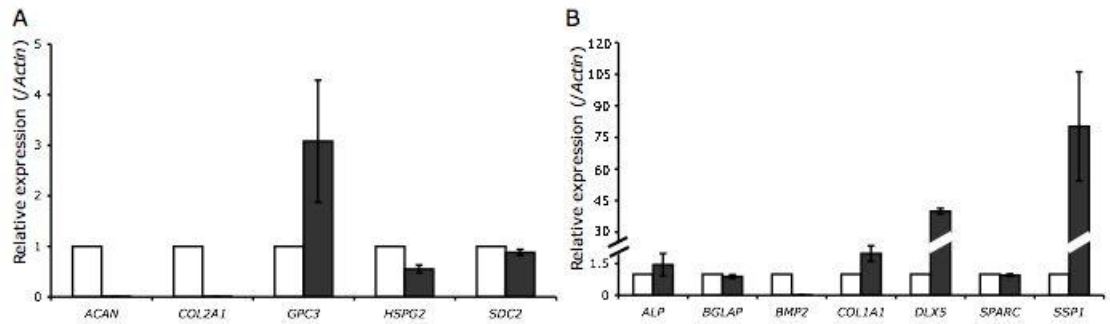 A
Relative expression (/Actin)
5
4
3
2
1
0
ACAN COL2A1 GPC3 HSPG2 SDC2
B
Relative expression (/Actin)
120
105
90
75
60
45
30
1.5
0
ALP BGLAP BMP2 COL1A1 DLX5 SPARC SSP1